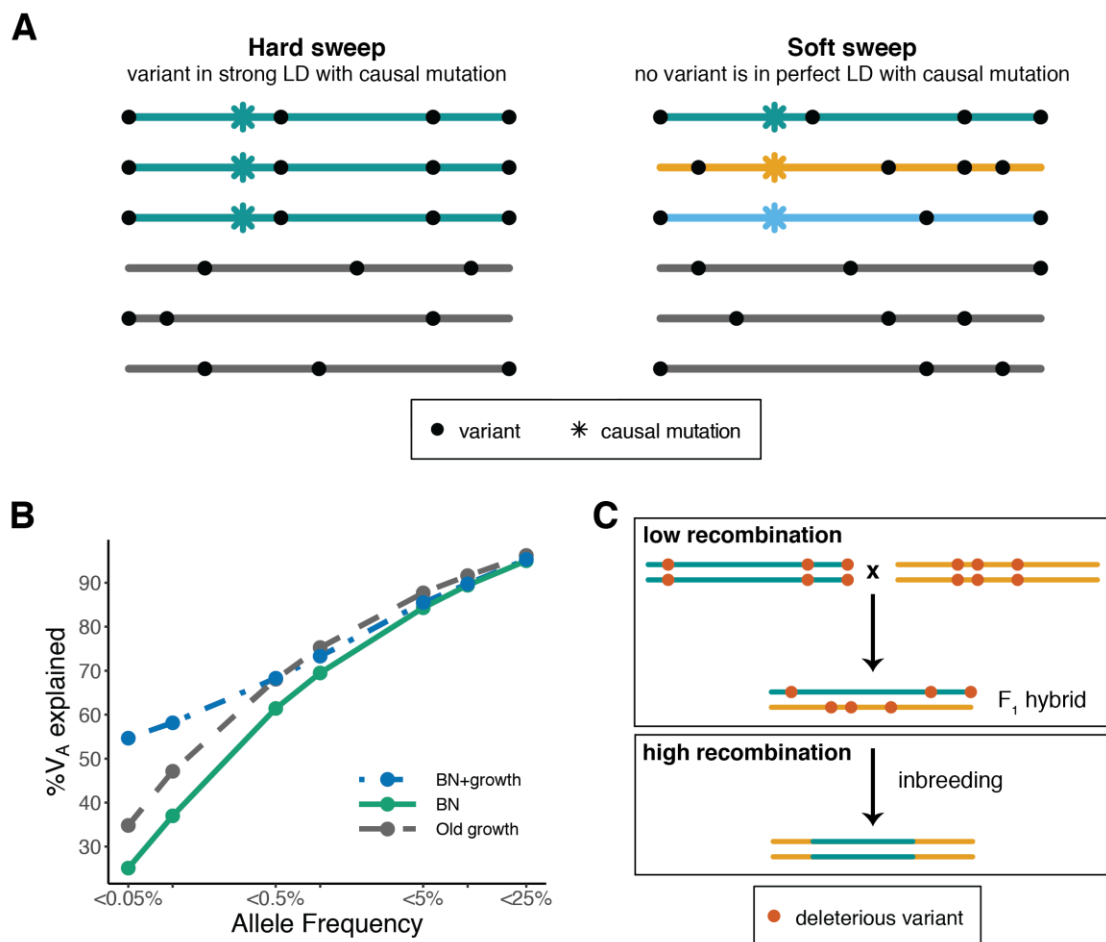 A
Hard sweep
variant in strong LD with causal mutation
Soft sweep
no variant is in perfect LD with causal mutation
variant
causal mutation
B
%VA explained
90
80
70
60
50
40
30
BN+growth
BN
Old growth
<0.05%
<0.5%
<5%
<25%
Allele Frequency
C
low recombination
x
F1 hybrid
high recombination
inbreeding
deleterious variant